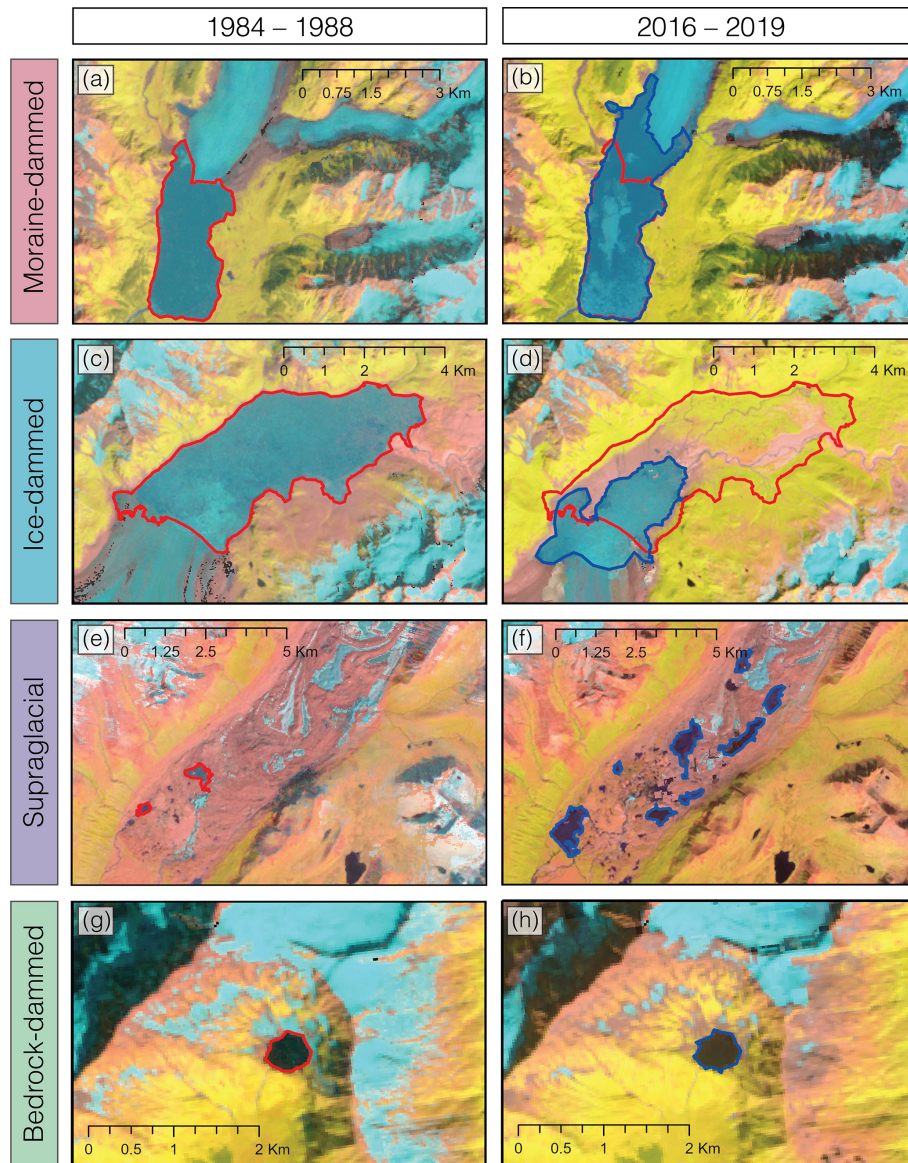 1984 – 1988
2016 – 2019
Moraine-dammed
(a)
0 0.75 1.5 3 Km
(b)
0 0.75 1.5 3 Km
Ice-dammed
(c)
0 1 2 4 Km
(d)
0 1 2 4 Km
Supraglacial
(e)
0 1.25 2.5 5 Km
(f)
0 1.25 2.5 5 Km
Bedrock-dammed
(g)
0 0.5 1 2 Km
(h)
0 0.5 1 2 Km